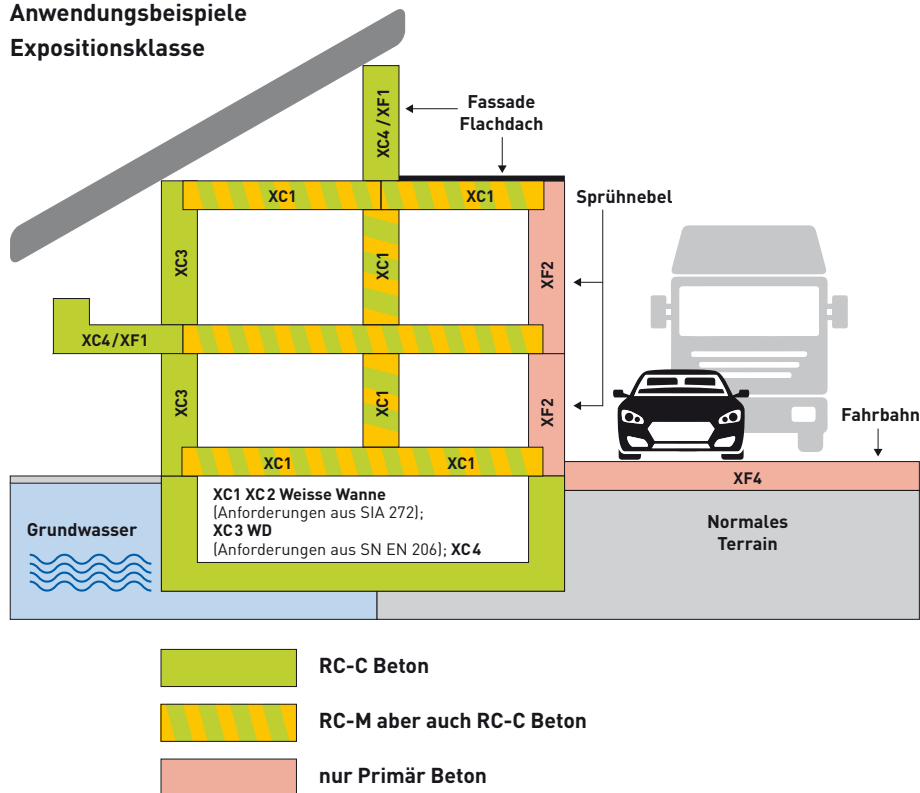 Anwendungsbeispiele
Expositionsklasse
XC4 / XF1
Fassade
Flachdach
XC1
XC1
Sprühnebel
XC3
XC1
XF2
XC4/XF1
XC3
XC1
XF2
Fahrbahn
XC1
XC1
XF4
XC1 XC2 Weisse Wanne
(Anforderungen aus SIA 272);
XC3 WD
(Anforderungen aus SN EN 206); XC4
Grundwasser
Normales
Terrain
RC-C Beton
RC-M aber auch RC-C Beton
nur Primär Beton